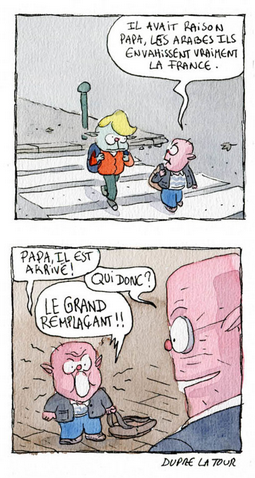 IL AVAIT RAISON
PAPA, LES ARABES ILS
ENVAHISSENT VRAIMENT
LA FRANCE.
PAPA, IL EST
ARRIVÉ!
QUI DONC?
LE GRAND
REMPLAÇANT!!
DUPRE LA TOUR